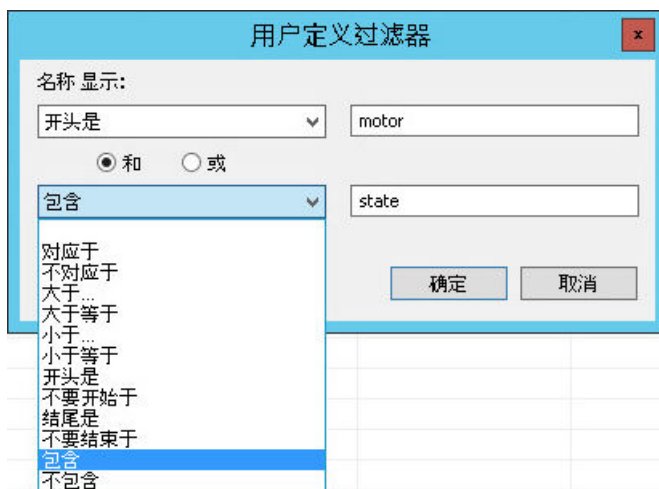 用户定义过滤器
x
名称 显示:
开头是
motor
和 或
包含
state
对应于
不对应于
大于...
大于等于
小于...
小于等于
开头是
不要开始于
结尾是
不要结束于
包含
不包含
确定 取消